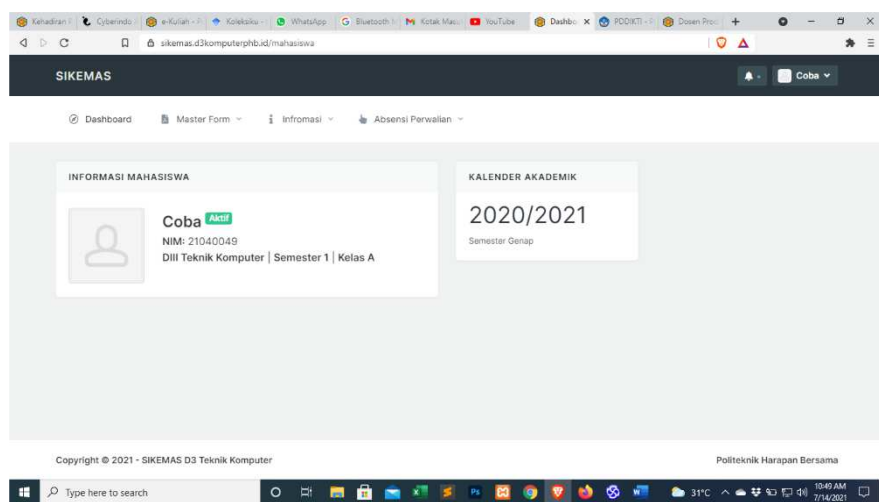 Kehadiran
Cyberindo
e-Kuliah - P
Koleksiku -
WhatsApp
Bluetooth
Kotak Masu
YouTube
Dashbo
PDDIKTI - P
Dosen Prod
sikemas.d3komputerphb.id/mahasiswa
SIKEMAS
Coba
Dashboard
Master Form
Infromasi
Absensi Perwalian
INFORMASI MAHASISWA
KALENDER AKADEMIK
Coba Aktif
NIM: 21040049
DIII Teknik Komputer | Semester 1 | Kelas A
2020/2021
Semester Genap
Copyright © 2021 - SIKEMAS D3 Teknik Komputer
Politeknik Harapan Bersama
Type here to search
31°C
10:49 AM
7/14/2021